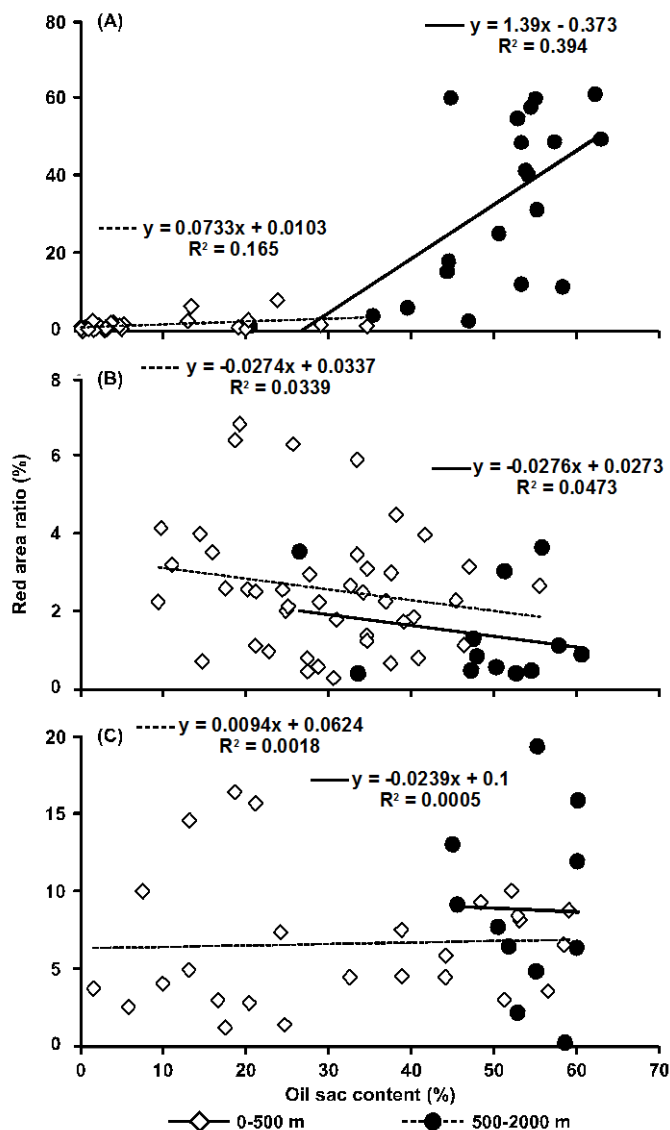 (A)
y = 1.39x - 0.373
R² = 0.394
80
60
40
20
0
y = 0.0733x + 0.0103
R² = 0.165
(B)
y = -0.0274x + 0.0337
R² = 0.0339
8
6
4
2
0
y = -0.0276x + 0.0273
R² = 0.0473
Red area ratio (%)
(C)
y = 0.0094x + 0.0624
R² = 0.0018
20
15
10
5
0
y = -0.0239x + 0.1
R² = 0.0005
0 10 20 30 40 50 60 70
Oil sac content (%)
0-500 m 500-2000 m